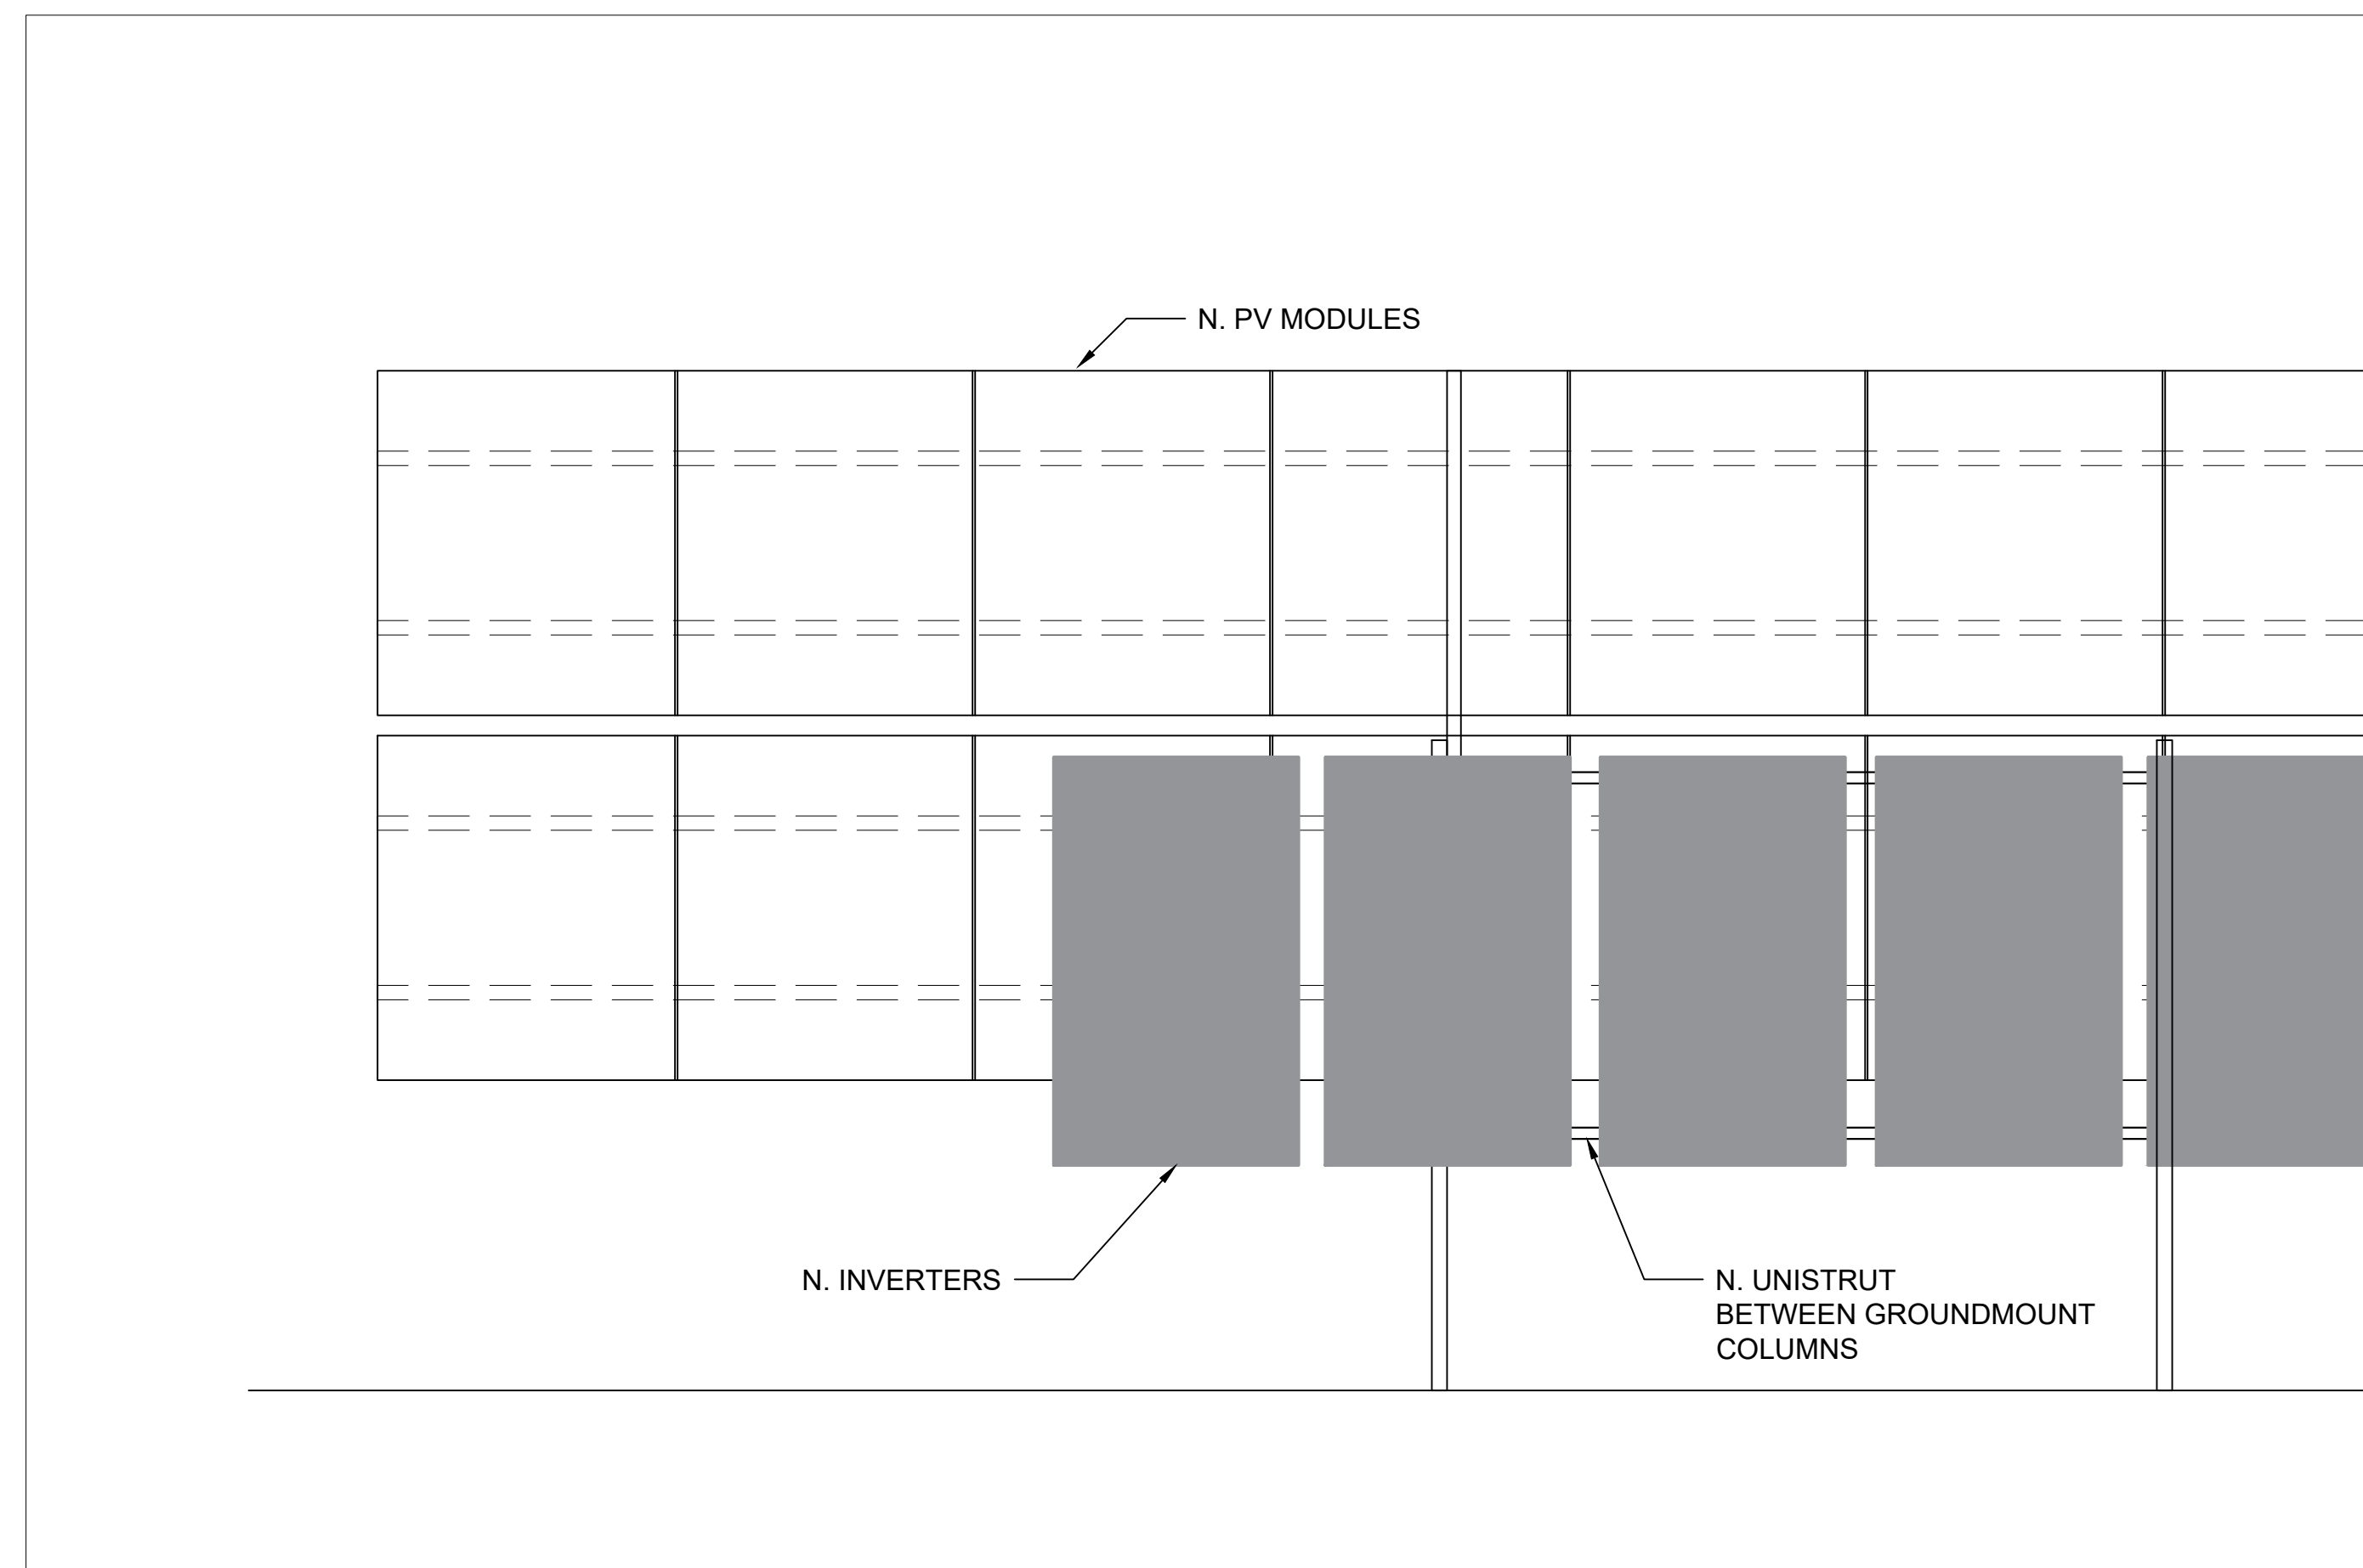 N. PV MODULES
N. INVERTERS
N. UNISTRUT
BETWEEN GROUNDMOUNT
COLUMNS